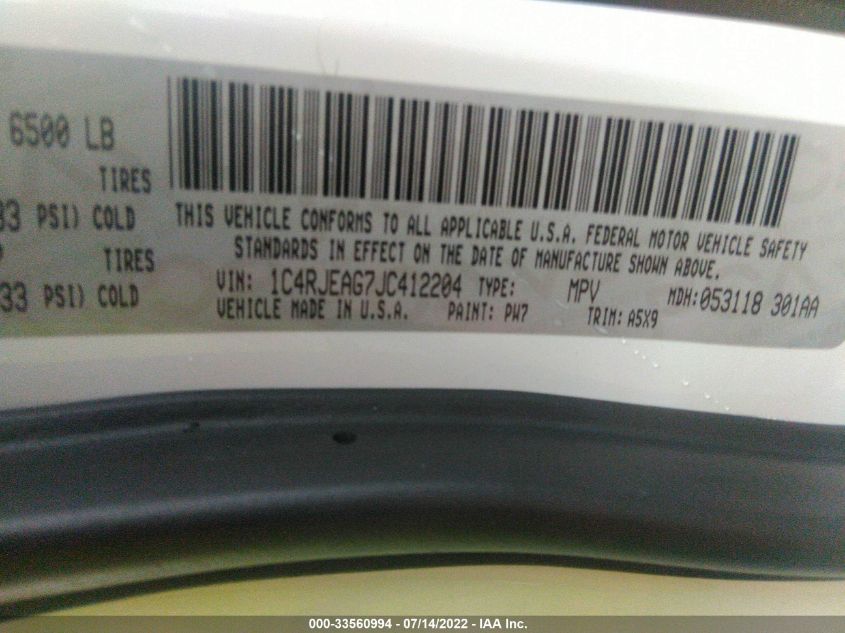 6500 LB
TIRES
33 PSI) COLD
TIRES
33 PSI) COLD
THIS VEHICLE CONFORMS TO ALL APPLICABLE U.S.A. FEDERAL MOTOR VEHICLE SAFETY
STANDARDS IN EFFECT ON THE DATE OF MANUFACTURE SHOWN ABOVE.
VIN: 1C4RJEAG7JC412204 TYPE: MPV MDH:053118 301AA
VEHICLE MADE IN U.S.A. PAINT: PW7 TRIM: A5X9
000-33560994 - 07/14/2022 - IAA Inc.